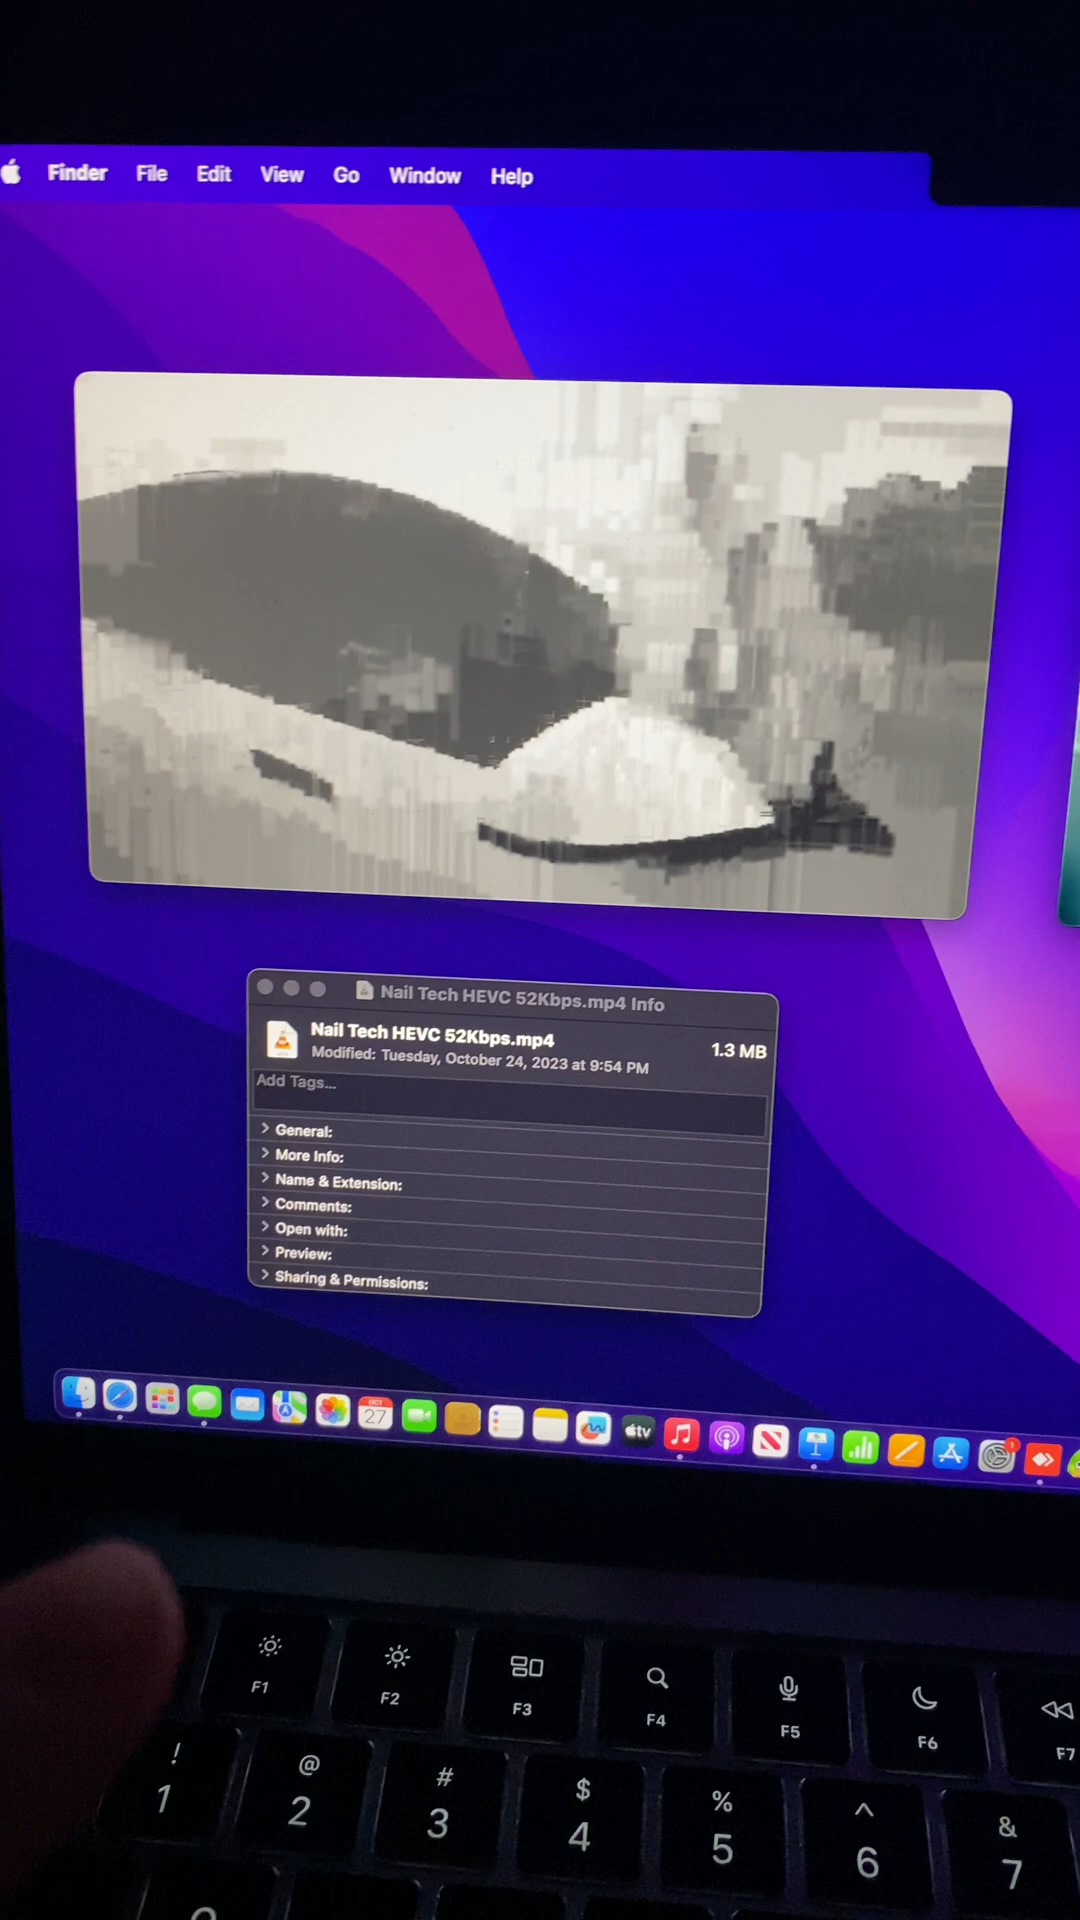 Finder File Edit View Go Window Help
Nail Tech HEVC 52Kbps.mp4 Info
Nail Tech HEVC 52Kbps.mp4 1.3 MB
Modified: Tuesday, October 24, 2023 at 9:54 PM
Add Tags...
General:
More Info:
Name & Extension:
Comments:
Open with:
Preview:
Sharing & Permissions:
OCT
27
tv
1
F1 F2 F3 F4 F5 F6 F7
! @ # $ % ^ &
1 2 3 4 5 6 7